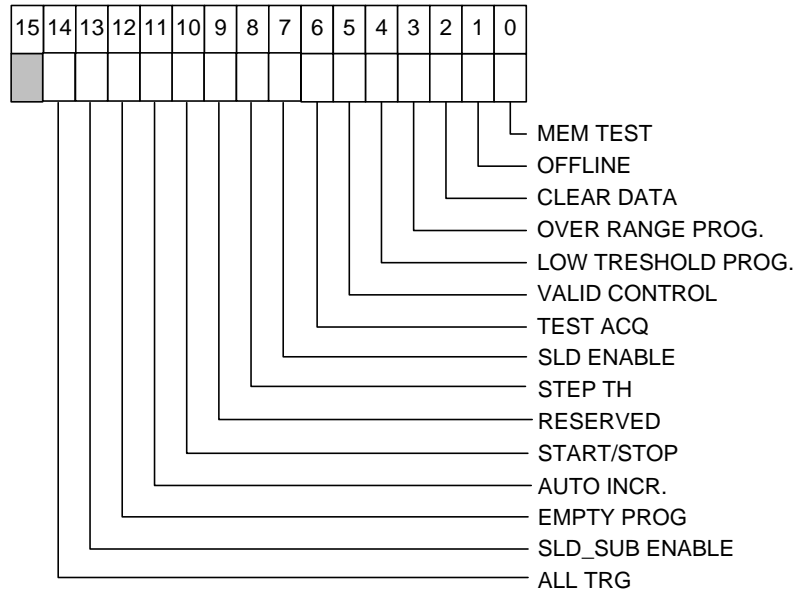 15 14 13 12 11 10 9 8 7 6 5 4 3 2 1 0
MEM TEST
OFFLINE
CLEAR DATA
OVER RANGE PROG.
LOW TRESHOLD PROG.
VALID CONTROL
TEST ACQ
SLD ENABLE
STEP TH
RESERVED
START/STOP
AUTO INCR.
EMPTY PROG
SLD_SUB ENABLE
ALL TRG